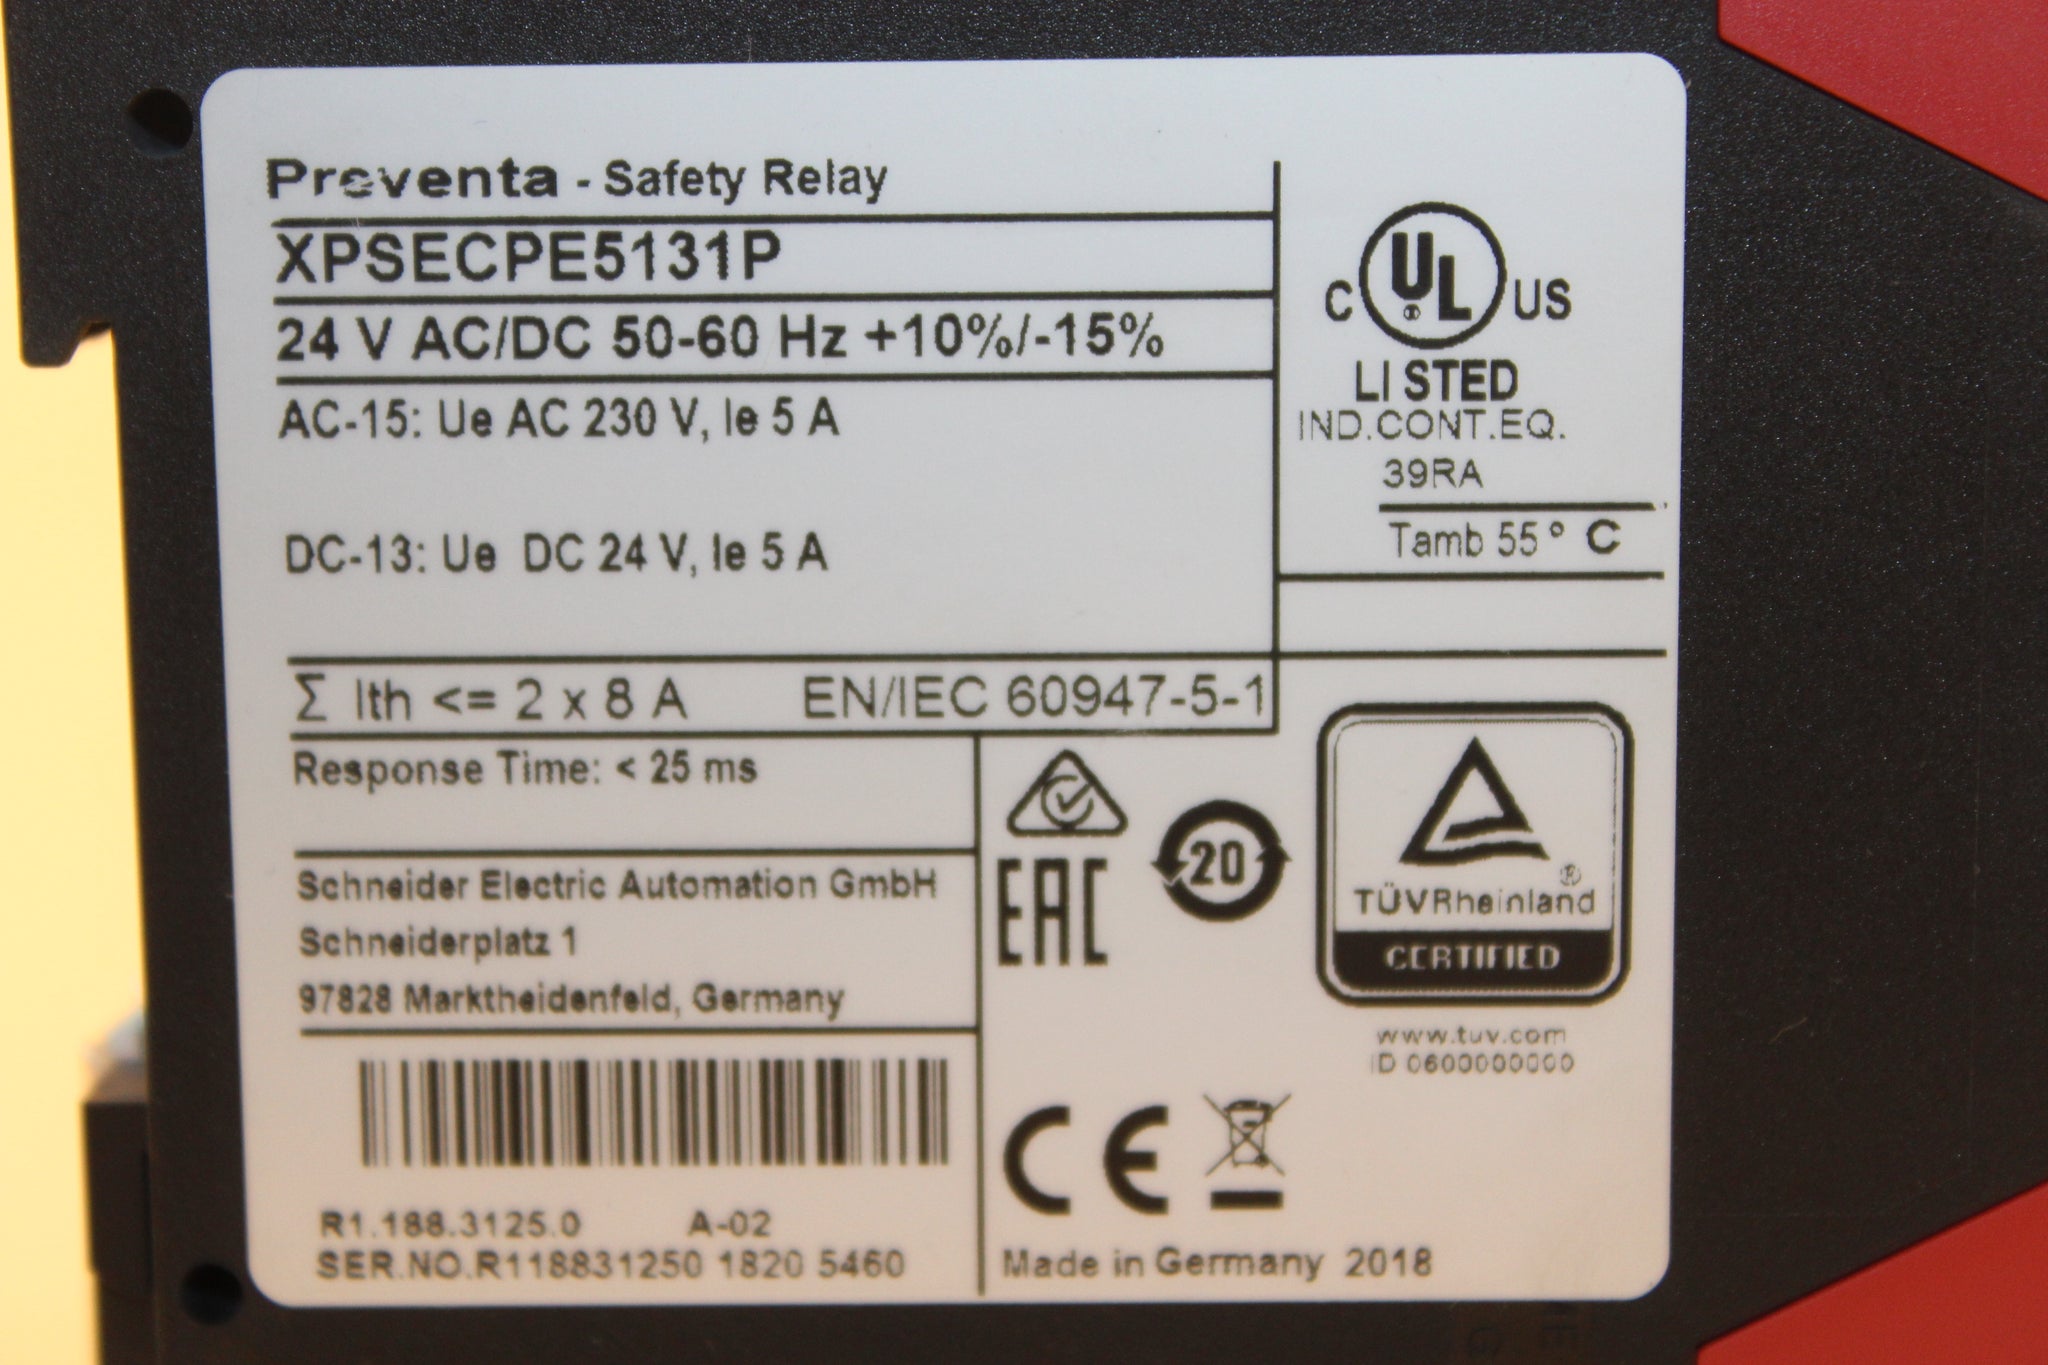 Preventa - Safety Relay
XPSECPE5131P
24 V AC/DC 50-60 Hz +10%/-15%
AC-15: Ue AC 230 V, Ie 5 A
DC-13: Ue DC 24 V, Ie 5 A
Σ Ith <= 2 x 8 A EN/IEC 60947-5-1
C UL US
LISTED
IND.CONT.EQ.
39RA
Tamb 55° C
Response Time: < 25 ms
Schneider Electric Automation GmbH
Schneiderplatz 1
97828 Marktheidenfeld, Germany
R1.188.3125.0 A-02
SER.NO.R118831250 1820 5460
EAC
20
TÜVRheinland ®
CERTIFIED
www.tuv.com
ID 0600000000
CE
Made in Germany 2018